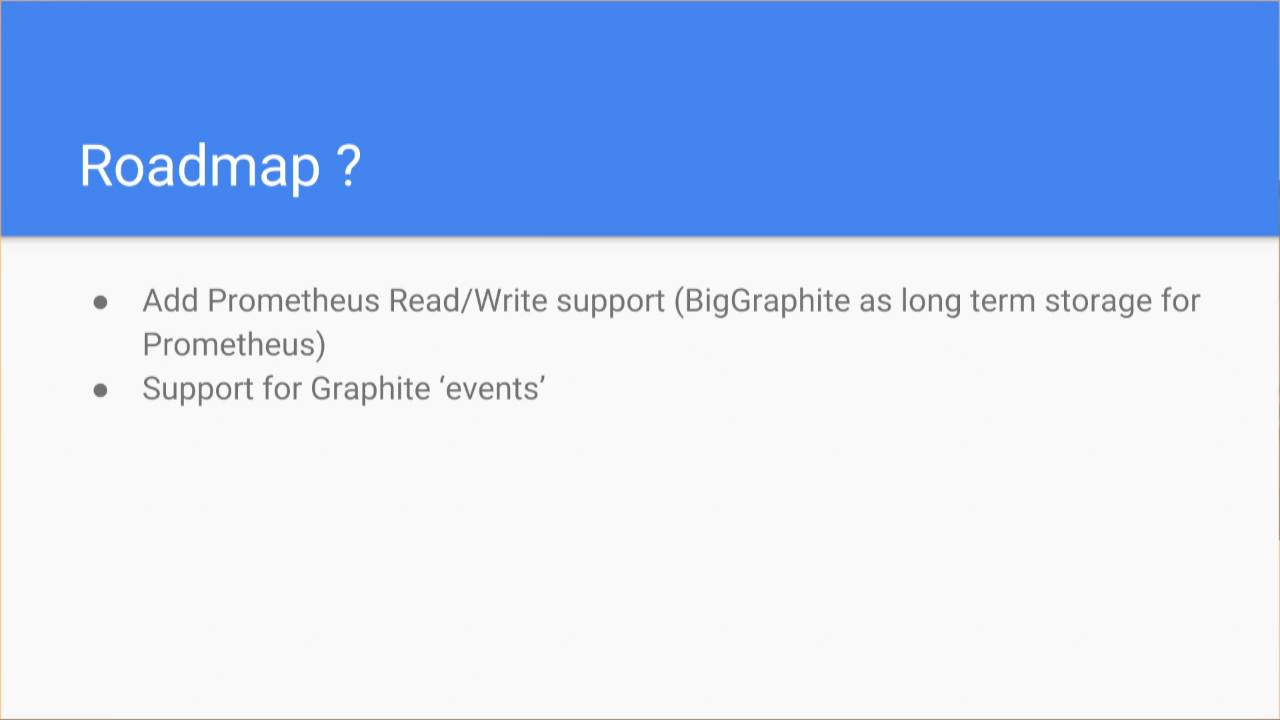 Roadmap ?
● Add Prometheus Read/Write support (BigGraphite as long term storage for
Prometheus)
● Support for Graphite ‘events’